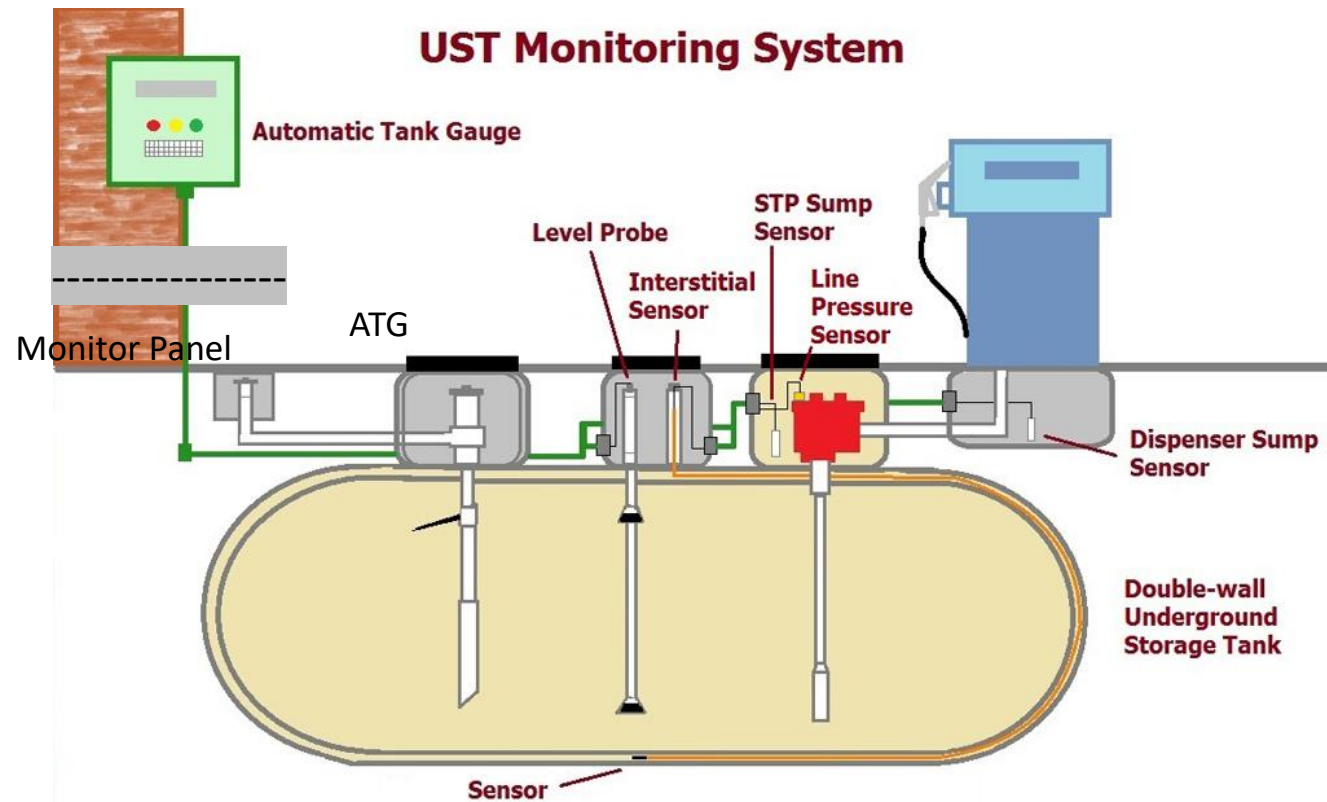 UST Monitoring System
Automatic Tank Gauge
STP Sump
Sensor
Level Probe
Interstitial
Sensor
Line
Pressure
Sensor
ATG
Monitor Panel
Dispenser Sump
Sensor
Double-wall
Underground
Storage Tank
Sensor